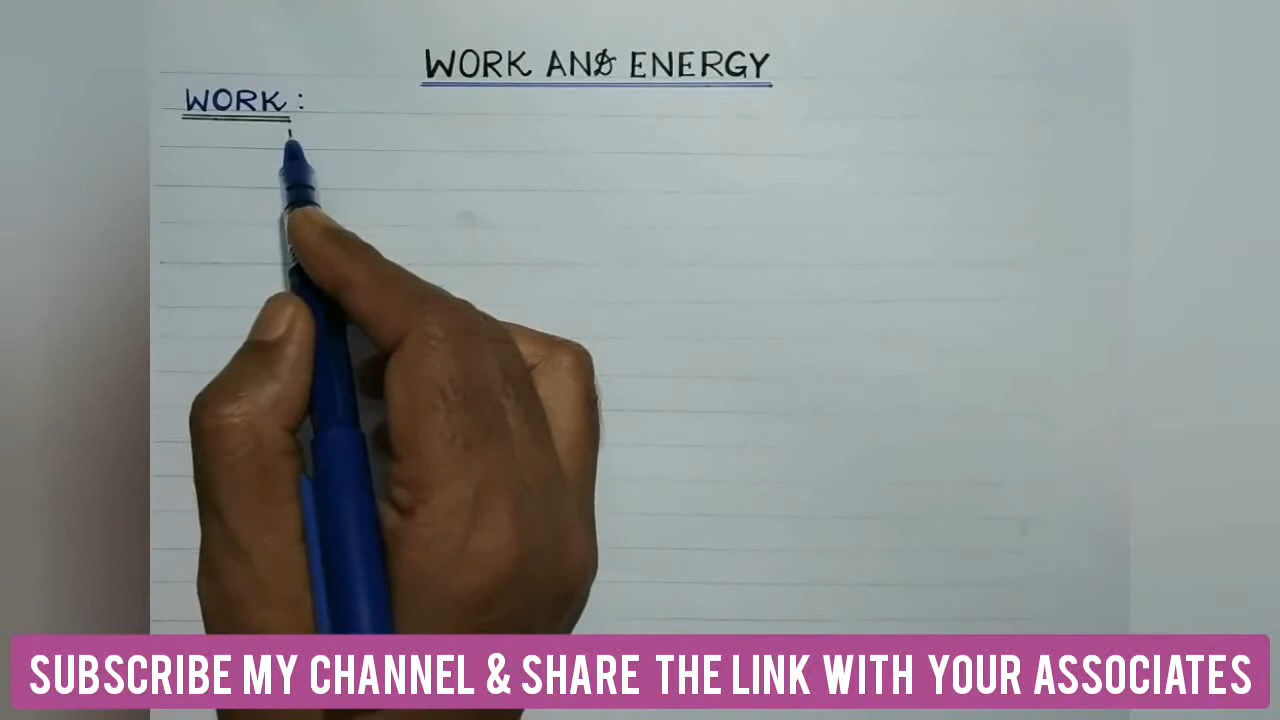 WORK AND ENERGY
WORK :
SUBSCRIBE MY CHANNEL & SHARE THE LINK WITH YOUR ASSOCIATES